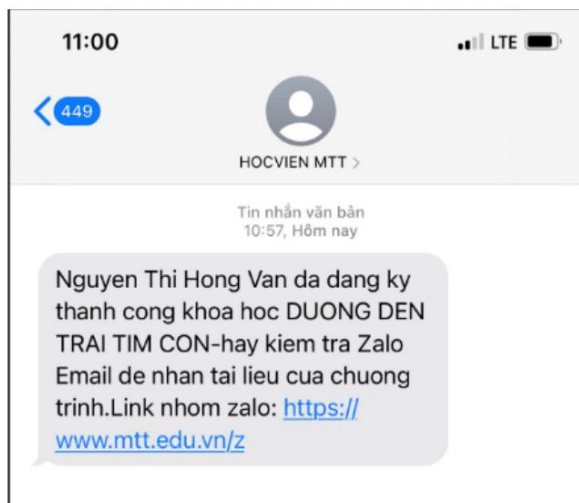 11:00
LTE
449
HOCVIEN MTT >
Tin nhắn văn bản
10:57, Hôm nay
Nguyen Thi Hong Van da dang ky
thanh cong khoa hoc DUONG DEN
TRAI TIM CON-hay kiem tra Zalo
Email de nhan tai lieu cua chuong
trinh.Link nhom zalo: https://
www.mtt.edu.vn/z